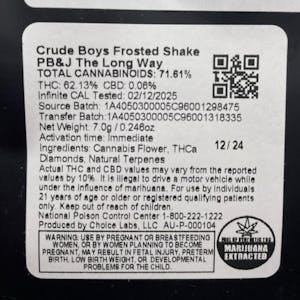 Crude Boys Frosted Shake
PB&J The Long Way
TOTAL CANNABINOIDS: 71.61%
THC: 62.13% CBD: 0.06%
Infinite CAL Tested: 02/12/2025
Source Batch: 1A4050300005C96001298475
Transfer Batch: 1A4050300005C96001318335
Net Weight: 7.0g / 0.246oz
Activation time: Immediate
Ingredients: Cannabis Flower, THCa
Diamonds, Natural Terpenes
12/24
Actual THC and CBD values may vary from the reported
values by 10%. It is illegal to drive a motor vehicle while
under the influence of marijuana. For use by individuals
21 years of age or older or registered qualifying patients
only. Keep out of reach of children.
National Poison Control Center 1-800-222-1222
Produced by Choice Labs, LLC AU-P-000104
MARIJUANA
EXTRACTED
WARNING: USE BY PREGNANT OR BREASTFEEDING
WOMEN, OR BY WOMEN PLANNING TO BECOME
PREGNANT, MAY RESULT IN FETAL INJURY, PRETERM
BIRTH, LOW BIRTH WEIGHT, OR DEVELOPMENTAL
PROBLEMS FOR THE CHILD.